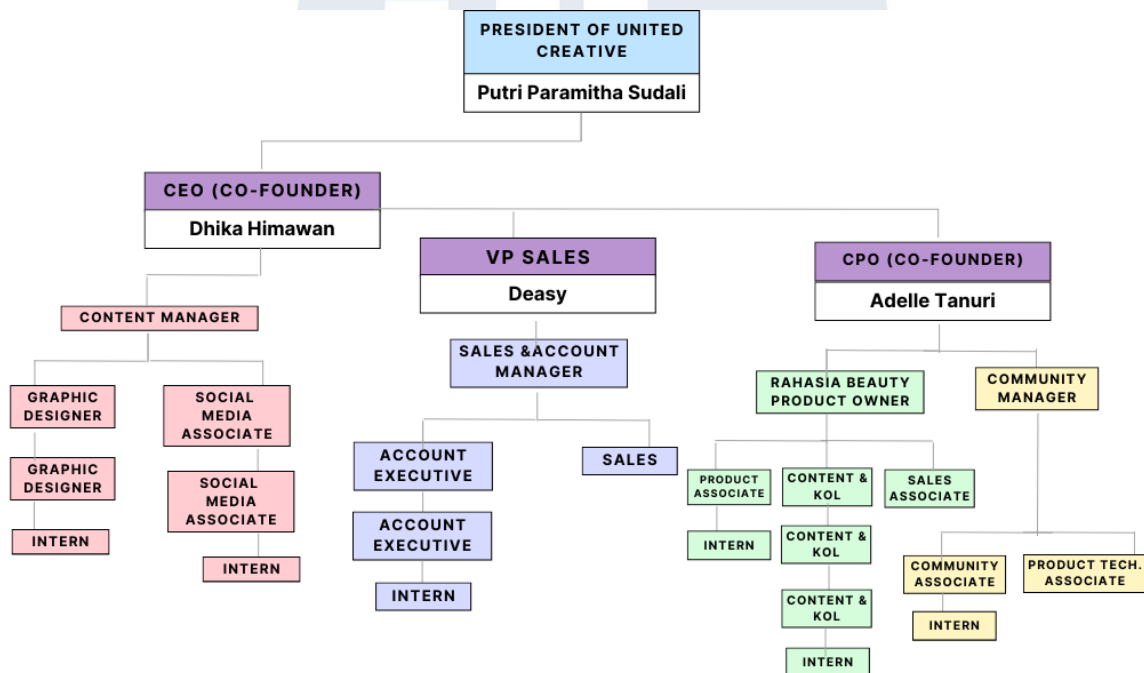 PRESIDENT OF UNITED
CREATIVE
Putri Paramitha Sudali
CEO (CO-FOUNDER)
Dhika Himawan
VP SALES
Deasy
CPO (CO-FOUNDER)
Adelle Tanuri
CONTENT MANAGER
GRAPHIC
DESIGNER
GRAPHIC
DESIGNER
INTERN
SOCIAL
MEDIA
ASSOCIATE
SOCIAL
MEDIA
ASSOCIATE
INTERN
SALES &ACCOUNT
MANAGER
ACCOUNT
EXECUTIVE
ACCOUNT
EXECUTIVE
INTERN
SALES
RAHASIA BEAUTY
PRODUCT OWNER
PRODUCT
ASSOCIATE
INTERN
CONTENT &
KOL
CONTENT &
KOL
CONTENT &
KOL
INTERN
SALES
ASSOCIATE
COMMUNITY
MANAGER
COMMUNITY
ASSOCIATE
INTERN
PRODUCT TECH.
ASSOCIATE